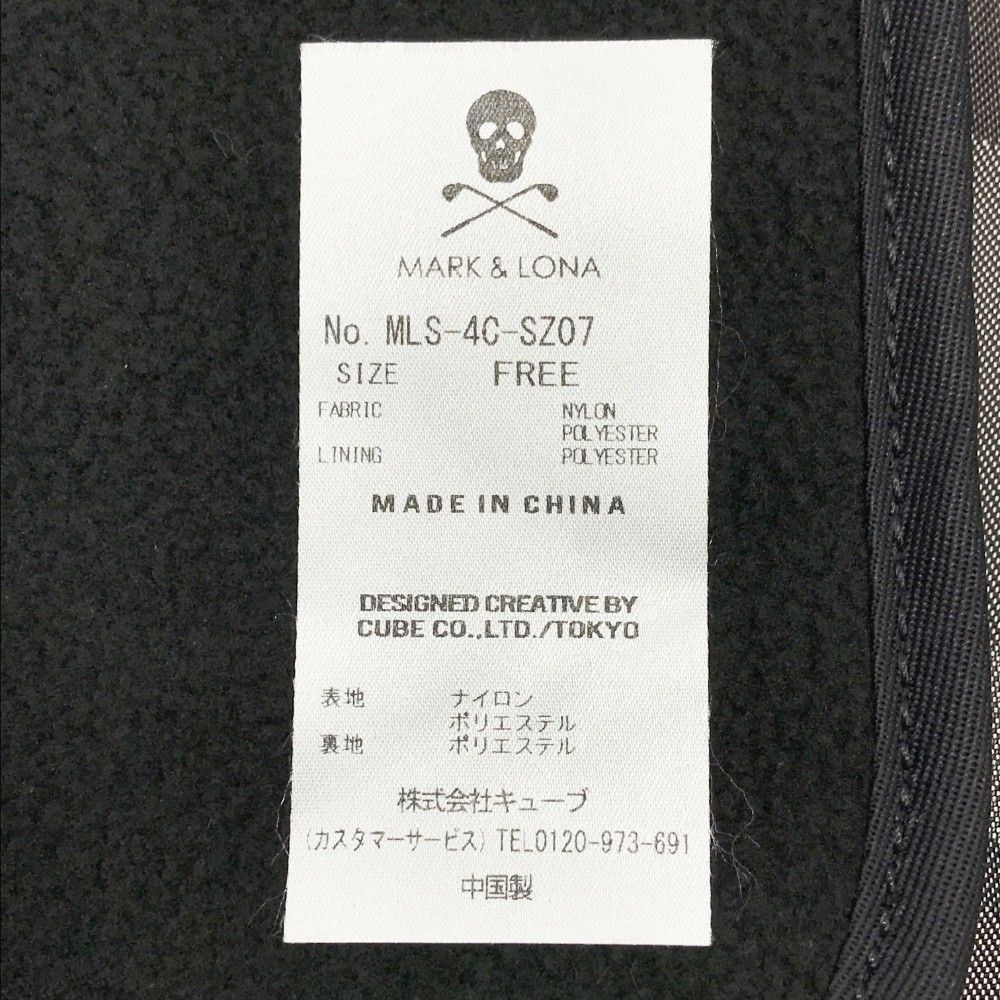 MARK & LONA
No. MLS-4C-SZ07
SIZE FREE
FABRIC NYLON
POLYESTER
LINING POLYESTER
MADE IN CHINA
DESIGNED CREATIVE BY
CUBE CO.,LTD./TOKYO
表地 ナイロン
ポリエステル
裏地 ポリエステル
株式会社キューブ
(カスタマーサービス) TEL0120-973-691
中国製